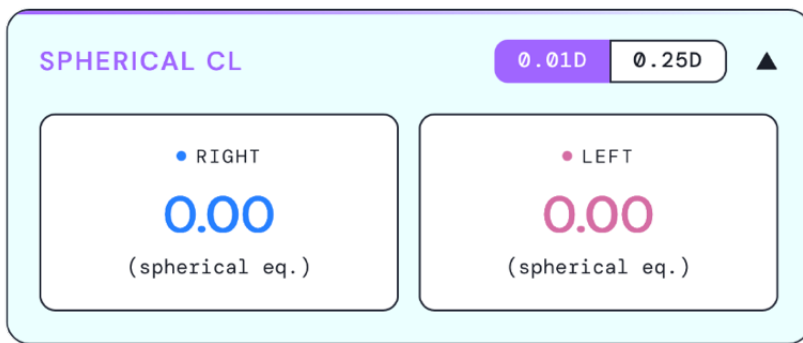 SPHERICAL CL
0.01D 0.25D
RIGHT
0.00
(spherical eq.)
LEFT
0.00
(spherical eq.)